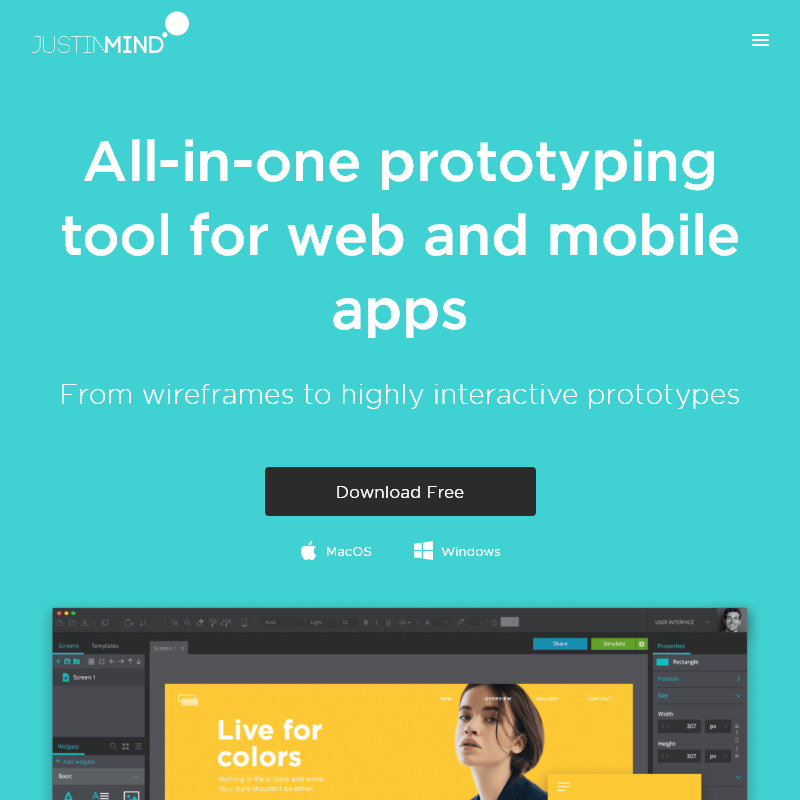 JUSTINMIND
All-in-one prototyping
tool for web and mobile
apps
From wireframes to highly interactive prototypes
Download Free
MacOS
Windows
Arial
Light
12
B I U
USER INTERFACE
Screens
Templates
Screen 1
Share
Simulate
Properties
Screen 1
Rectangle
Position
Size
Width
307
px
Height
307
px
NEW
OVERVIEW
GALLERY
CONTACT
Live for
colors
Nothing in life is black and white.
Your style shouldn't be either.
Widgets
+ Add widgets
Basic